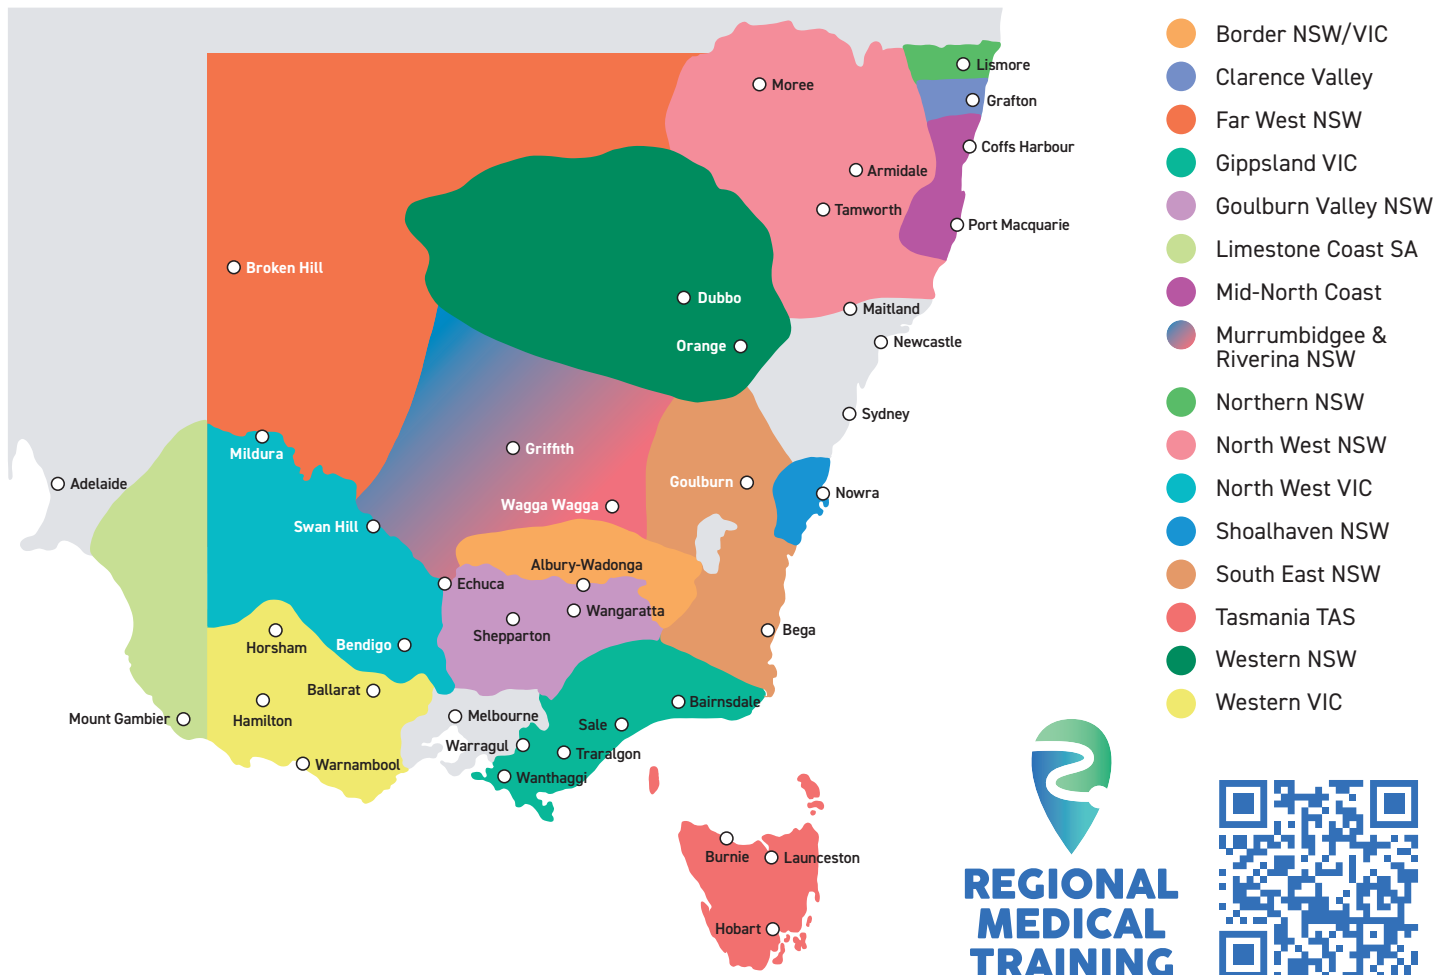 Border NSW/VIC
Clarence Valley
Far West NSW
Gippsland VIC
Goulburn Valley NSW
Limestone Coast SA
Mid-North Coast
Murrumbidgee &
Riverina NSW
Northern NSW
North West NSW
North West VIC
Shoalhaven NSW
South East NSW
Tasmania TAS
Western NSW
Western VIC
Lismore
Moree
Grafton
Coffs Harbour
Armidale
Tamworth
Port Macquarie
Broken Hill
Dubbo
Maitland
Orange
Newcastle
Sydney
Mildura
Griffith
Adelaide
Goulburn
Nowra
Wagga Wagga
Swan Hill
Albury-Wadonga
Echuca
Wangaratta
Shepparton
Bega
Horsham
Bendigo
Ballarat
Bairnsdale
Hamilton
Mount Gambier
Melbourne
Sale
Warragul
Traralgon
Warnambool
Wanthaggi
Burnie
Launceston
Hobart
REGIONAL
MEDICAL
TRAINING